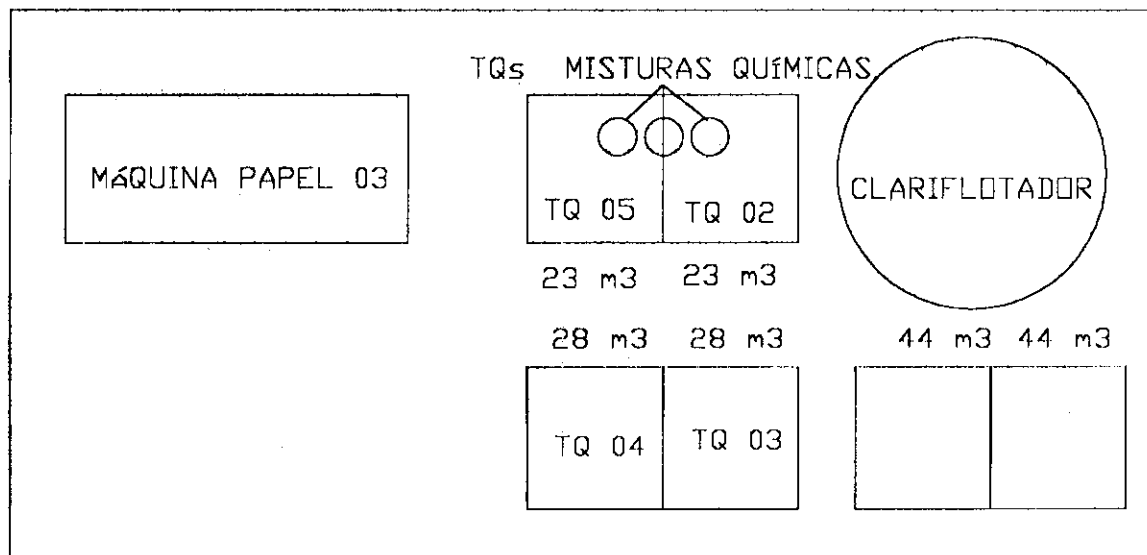 TQs MISTURAS QUÍMICAS
MÁQUINA PAPEL 03
CLARIFLOTADOR
TQ 05 TQ 02
23 m3 23 m3
28 m3 28 m3 44 m3 44 m3
TQ 04 TQ 03